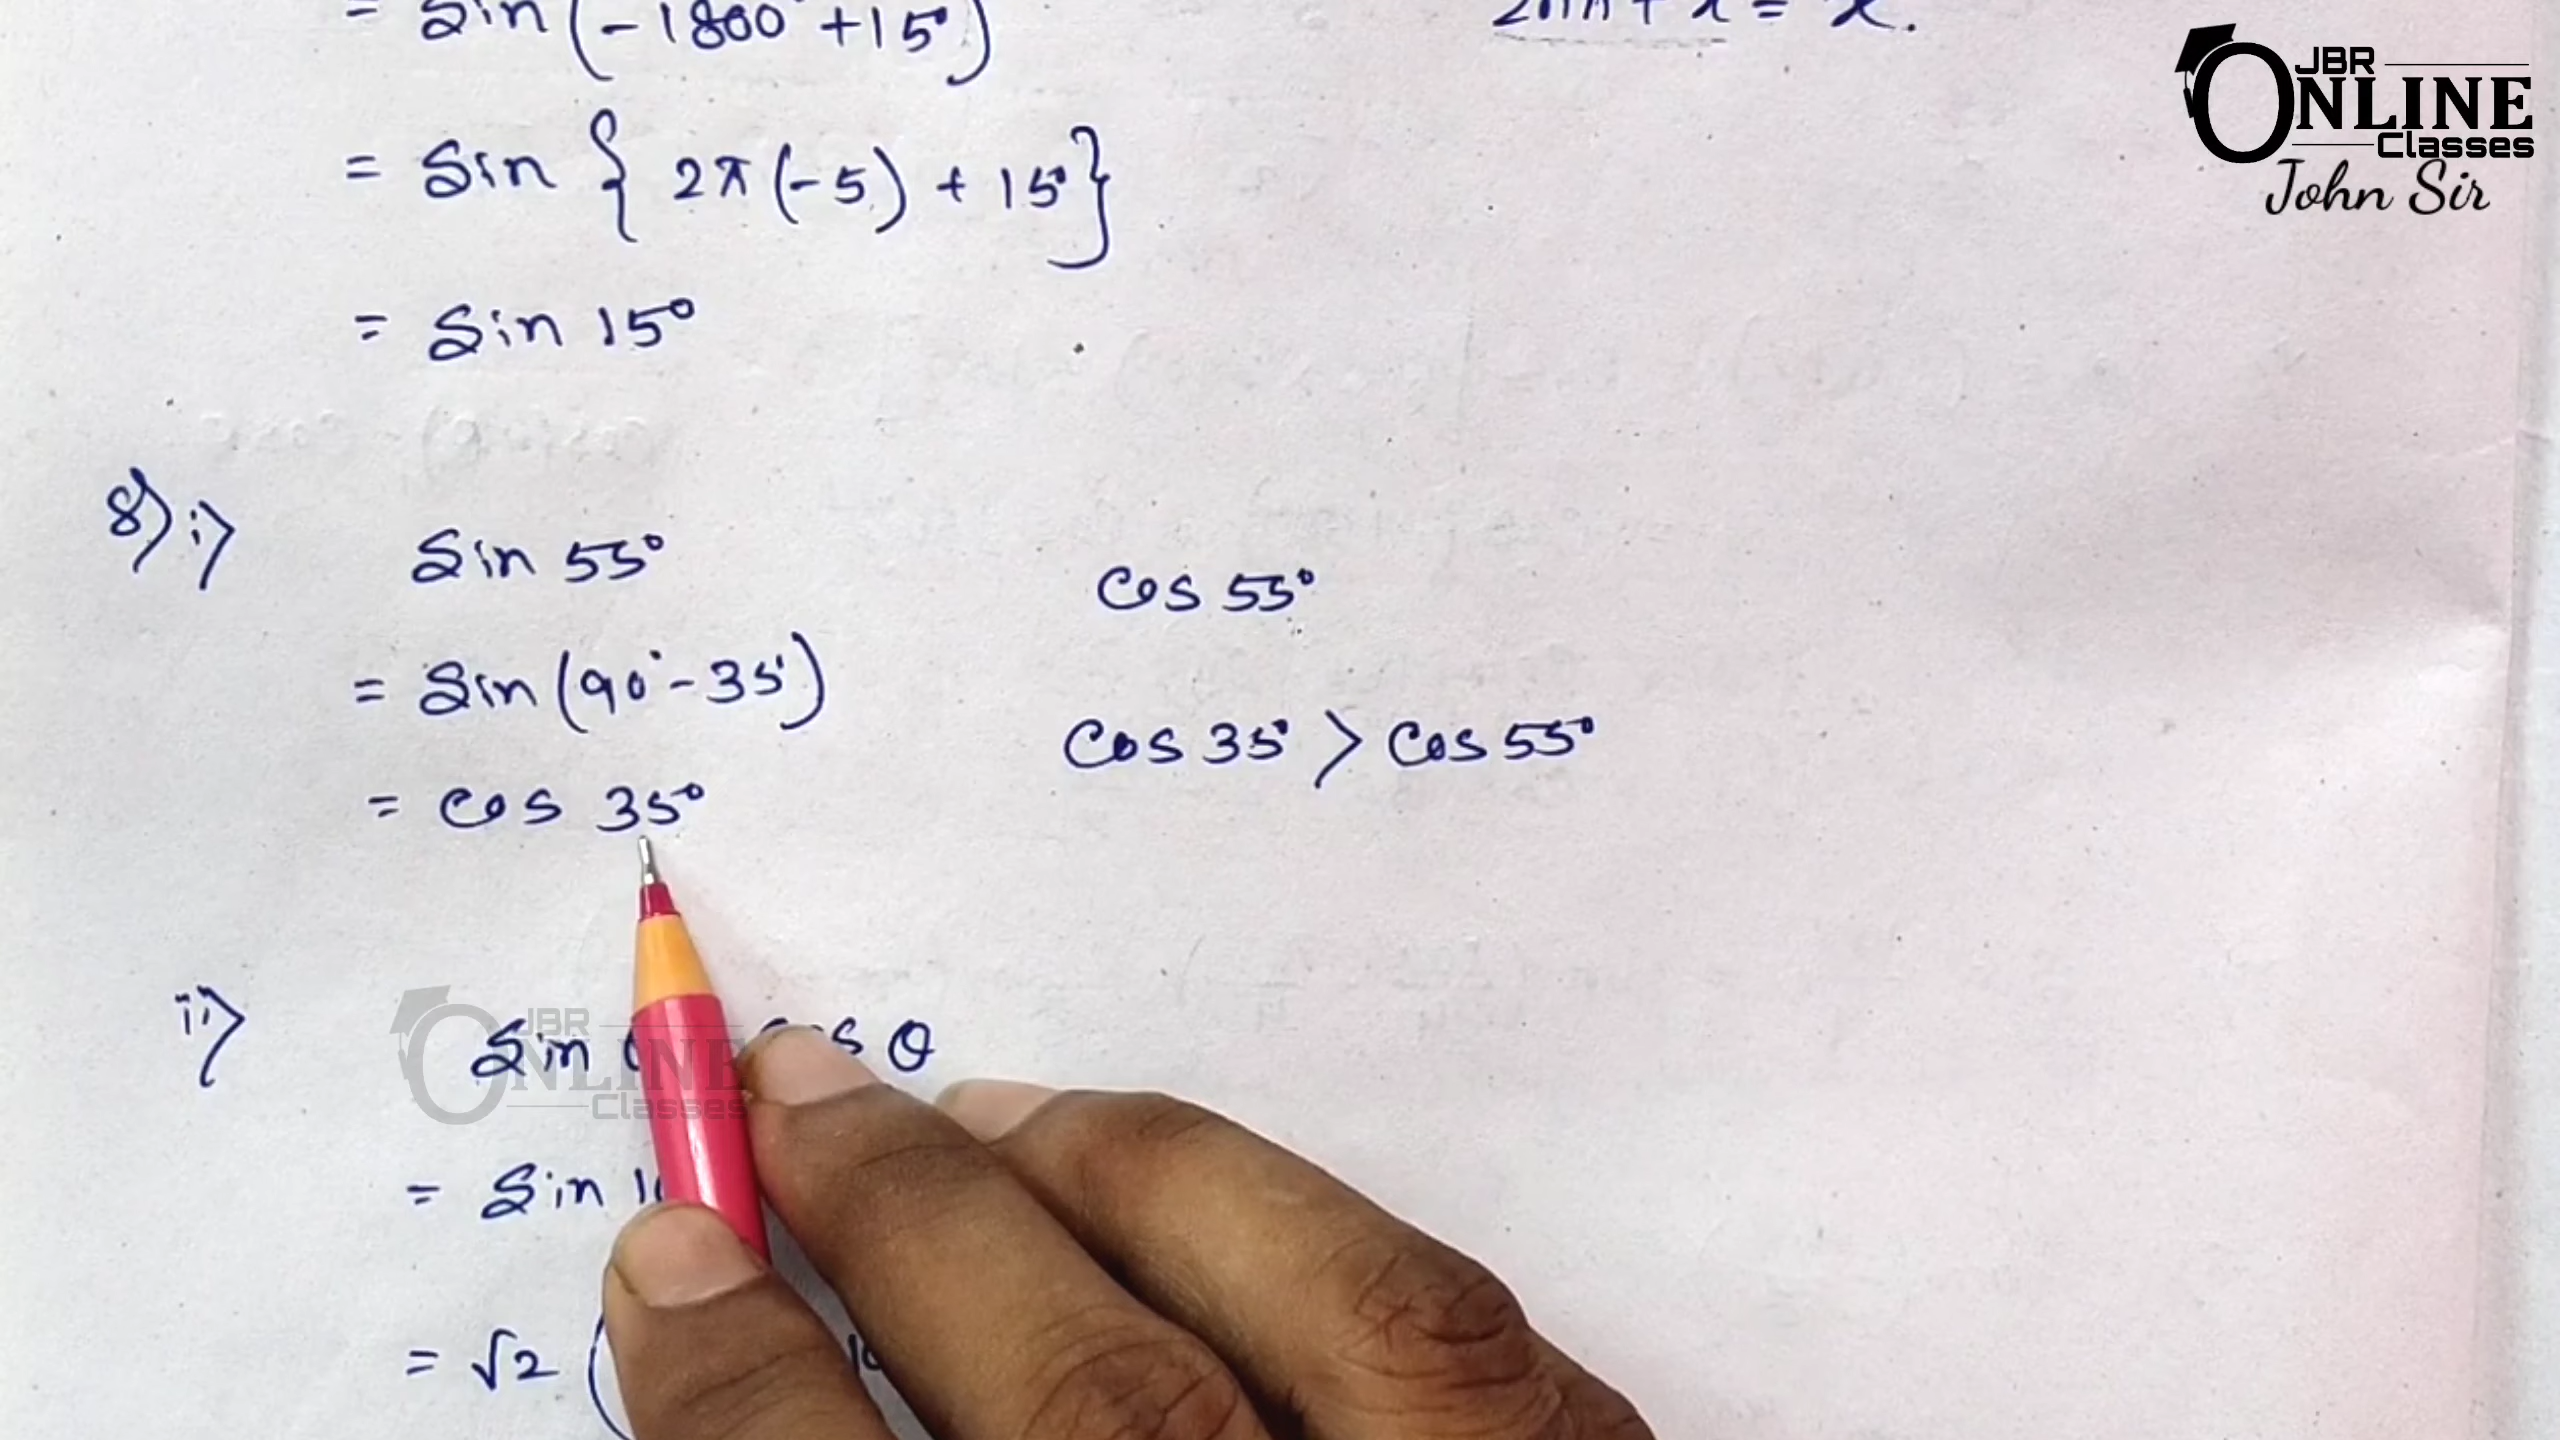 = Sin (-1800° + 15°)
= x.
JBR
ONLINE
Classes
John Sir
= Sin { 2π (-5) + 15° }
= Sin 15°
8) i)
Sin 55°
Cos 55°
= Sin (90° - 35°)
Cos 35° > Cos 55°
= Cos 35°
ii)
Sin
θ
JBR
ONLINE
Classes
= Sin
= √2 (